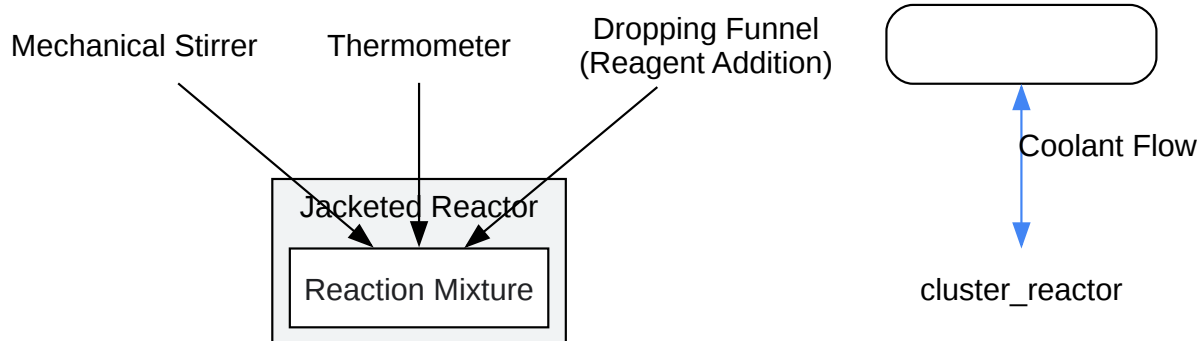 Mechanical Stirrer
Thermometer
Dropping Funnel
(Reagent Addition)
Coolant Flow
Jacketed Reactor
Reaction Mixture
cluster_reactor